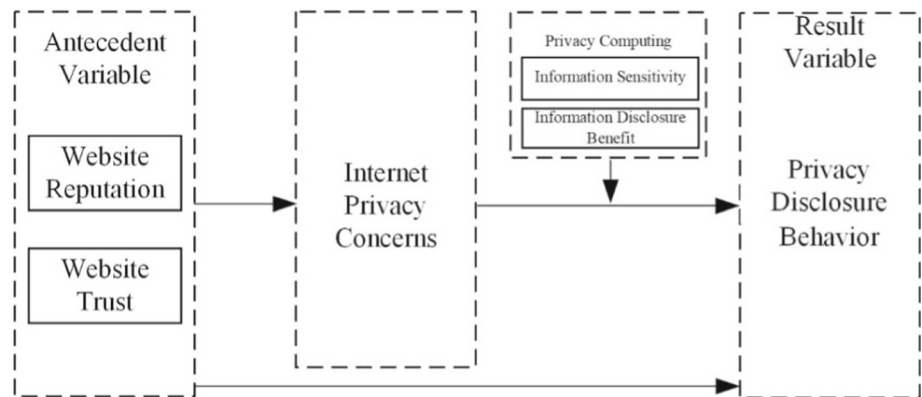 Antecedent
Variable
Website
Reputation
Website
Trust
Internet
Privacy
Concerns
Privacy Computing
Information Sensitivity
Information Disclosure
Benefit
Result
Variable
Privacy
Disclosure
Behavior